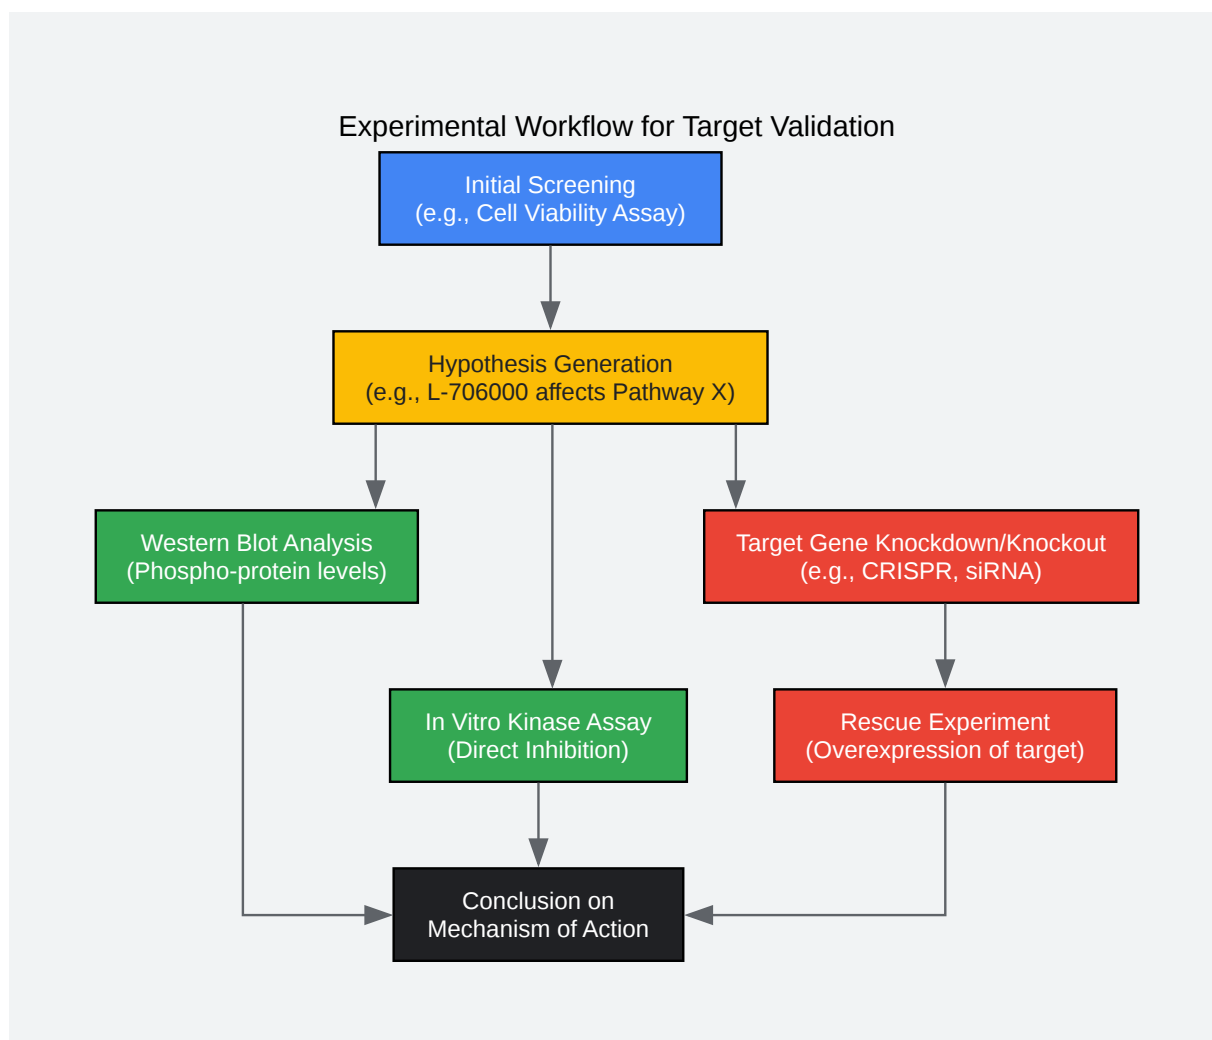 Experimental Workflow for Target Validation
Initial Screening
(e.g., Cell Viability Assay)
Hypothesis Generation
(e.g., L-706000 affects Pathway X)
Western Blot Analysis
(Phospho-protein levels)
Target Gene Knockdown/Knockout
(e.g., CRISPR, siRNA)
In Vitro Kinase Assay
(Direct Inhibition)
Rescue Experiment
(Overexpression of target)
Conclusion on
Mechanism of Action